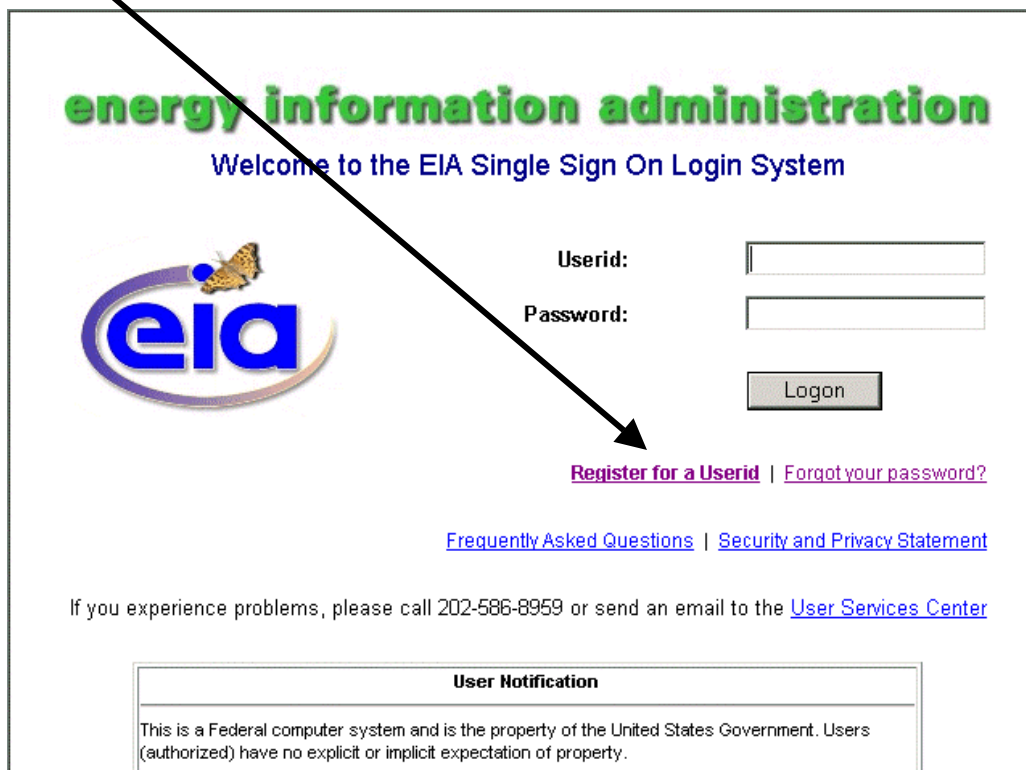 energy information administration
Welcome to the EIA Single Sign On Login System
eia
Userid:
Password:
Logon
Register for a Userid | Forgot your password?
Frequently Asked Questions | Security and Privacy Statement
If you experience problems, please call 202-586-8959 or send an email to the User Services Center
User Notification
This is a Federal computer system and is the property of the United States Government. Users
(authorized) have no explicit or implicit expectation of property.